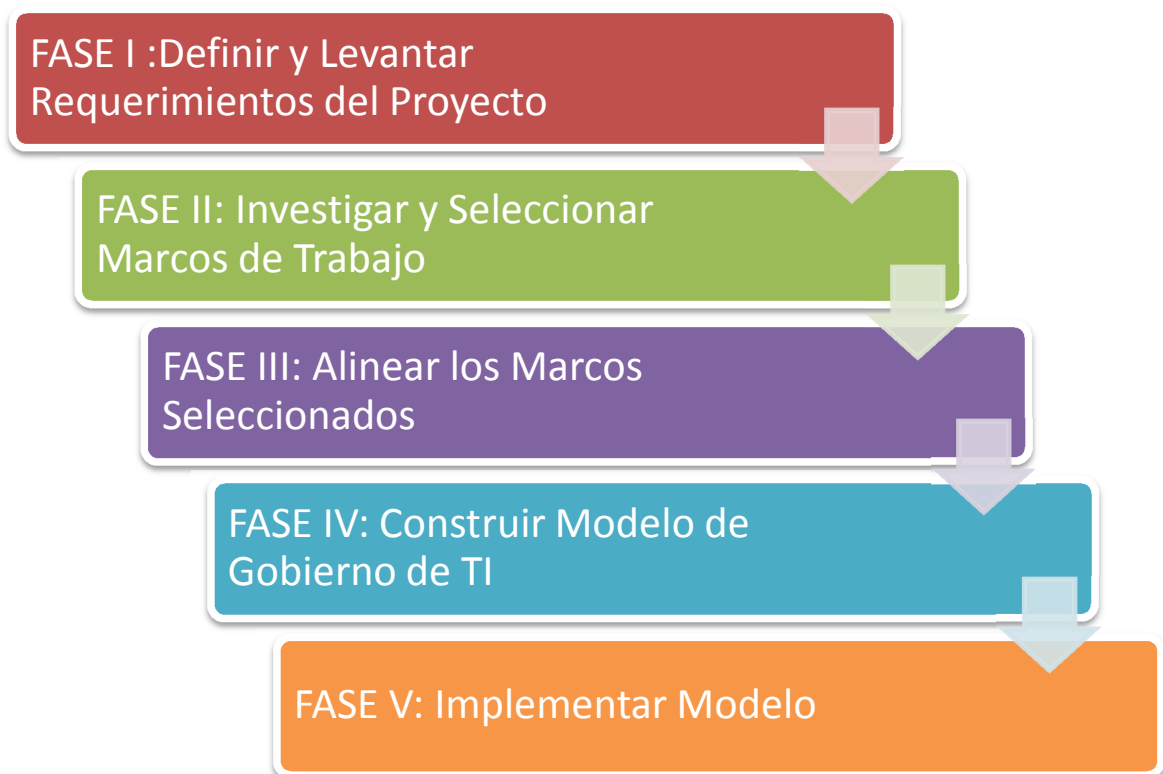 FASE I :Definir y Levantar
Requerimientos del Proyecto
FASE II: Investigar y Seleccionar
Marcos de Trabajo
FASE III: Alinear los Marcos
Seleccionados
FASE IV: Construir Modelo de
Gobierno de TI
FASE V: Implementar Modelo